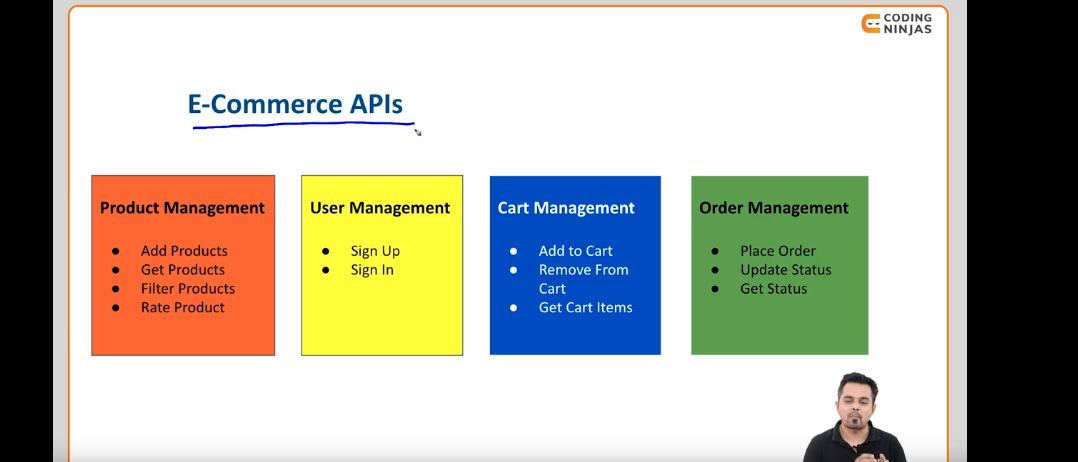 CODING
NINJAS
E-Commerce APIs
Product Management
● Add Products
● Get Products
● Filter Products
● Rate Product
User Management
● Sign Up
● Sign In
Cart Management
● Add to Cart
● Remove From
Cart
● Get Cart Items
Order Management
● Place Order
● Update Status
● Get Status